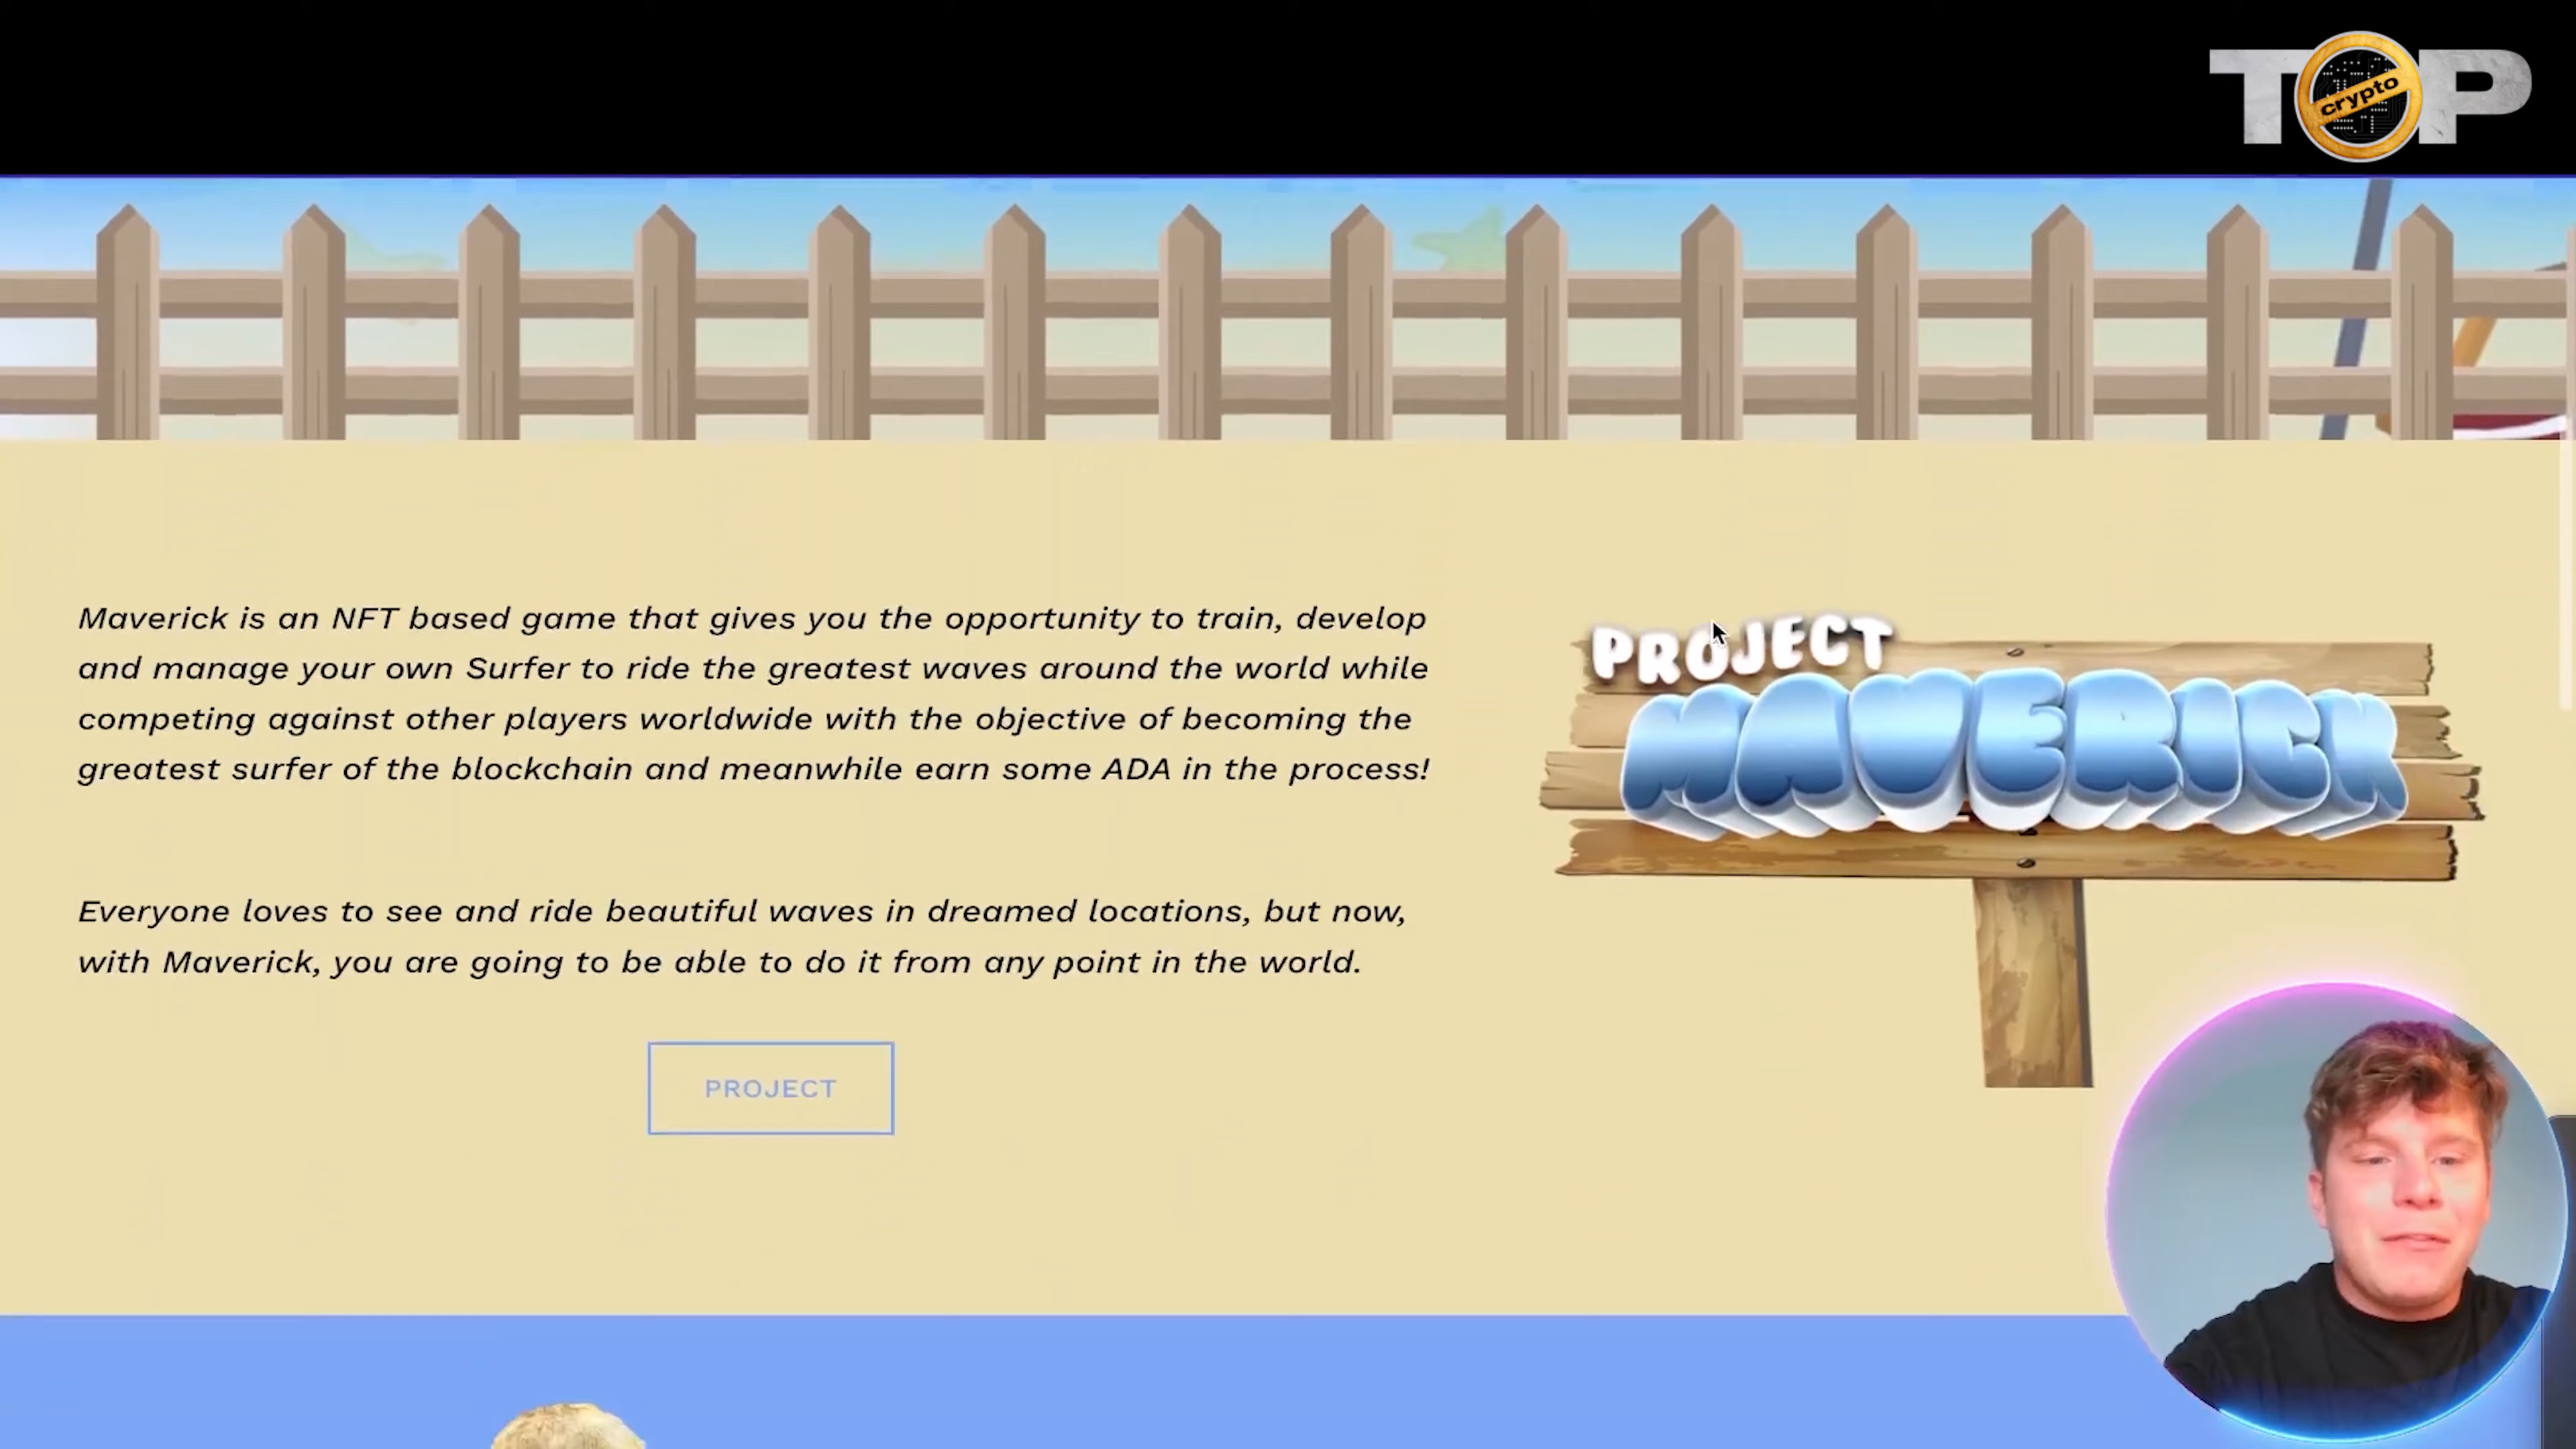 TOP
crypto
Maverick is an NFT based game that gives you the opportunity to train, develop
and manage your own Surfer to ride the greatest waves around the world while
competing against other players worldwide with the objective of becoming the
greatest surfer of the blockchain and meanwhile earn some ADA in the process!
PROJECT
MAVERICK
Everyone loves to see and ride beautiful waves in dreamed locations, but now,
with Maverick, you are going to be able to do it from any point in the world.
PROJECT